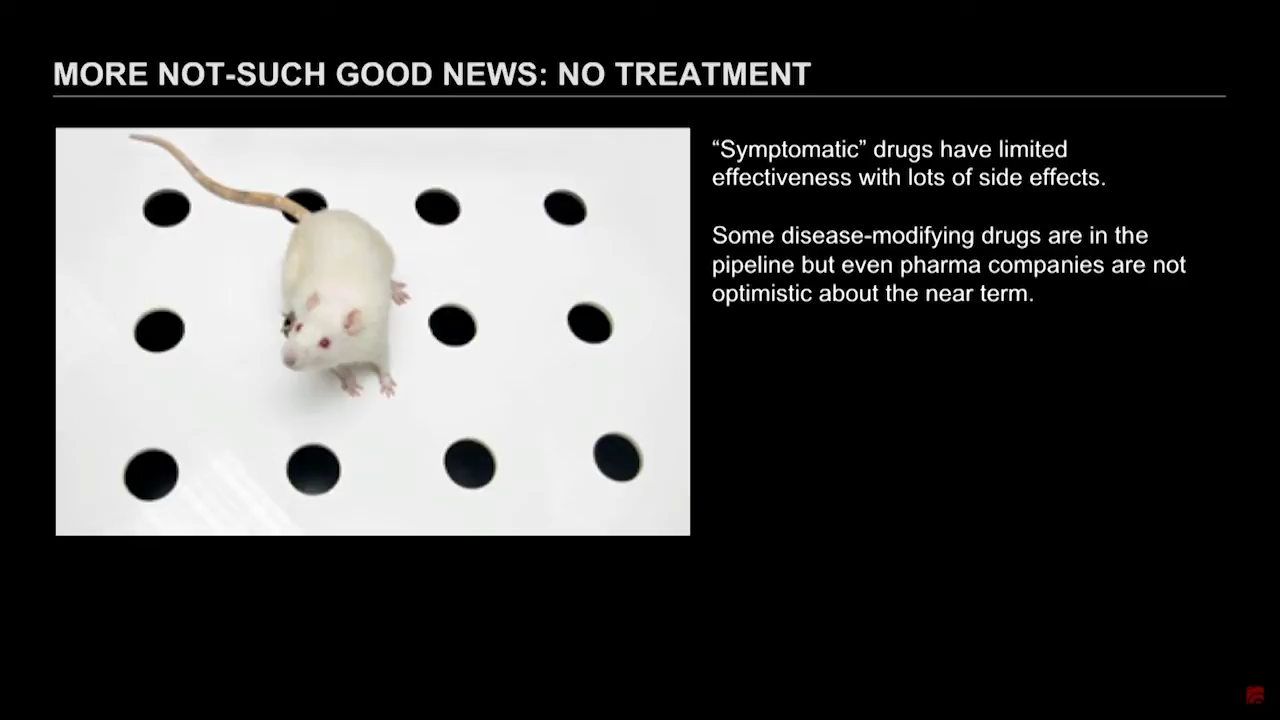 MORE NOT-SUCH GOOD NEWS: NO TREATMENT
“Symptomatic” drugs have limited
effectiveness with lots of side effects.
Some disease-modifying drugs are in the
pipeline but even pharma companies are not
optimistic about the near term.